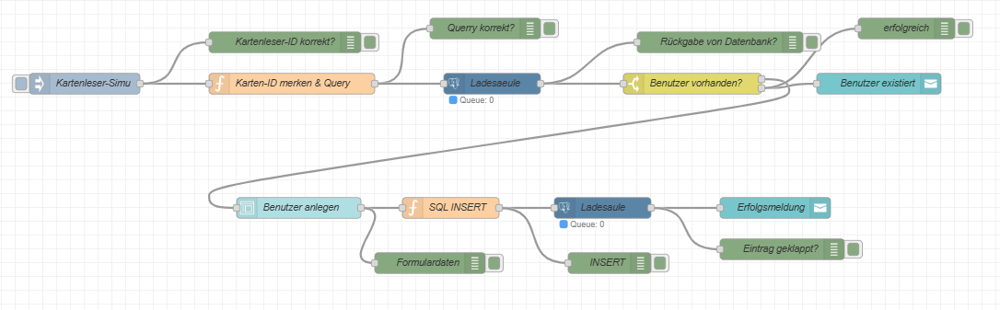 Kartenleser-ID korrekt?
Querry korrekt?
Rückgabe von Datenbank?
erfolgreich
Kartenleser-Simu
Karten-ID merken & Query
Ladesaeule
Queue: 0
Benutzer vorhanden?
Benutzer existiert
Benutzer anlegen
SQL INSERT
Ladesaule
Queue: 0
Erfolgsmeldung
Formulardaten
INSERT
Eintrag geklappt?